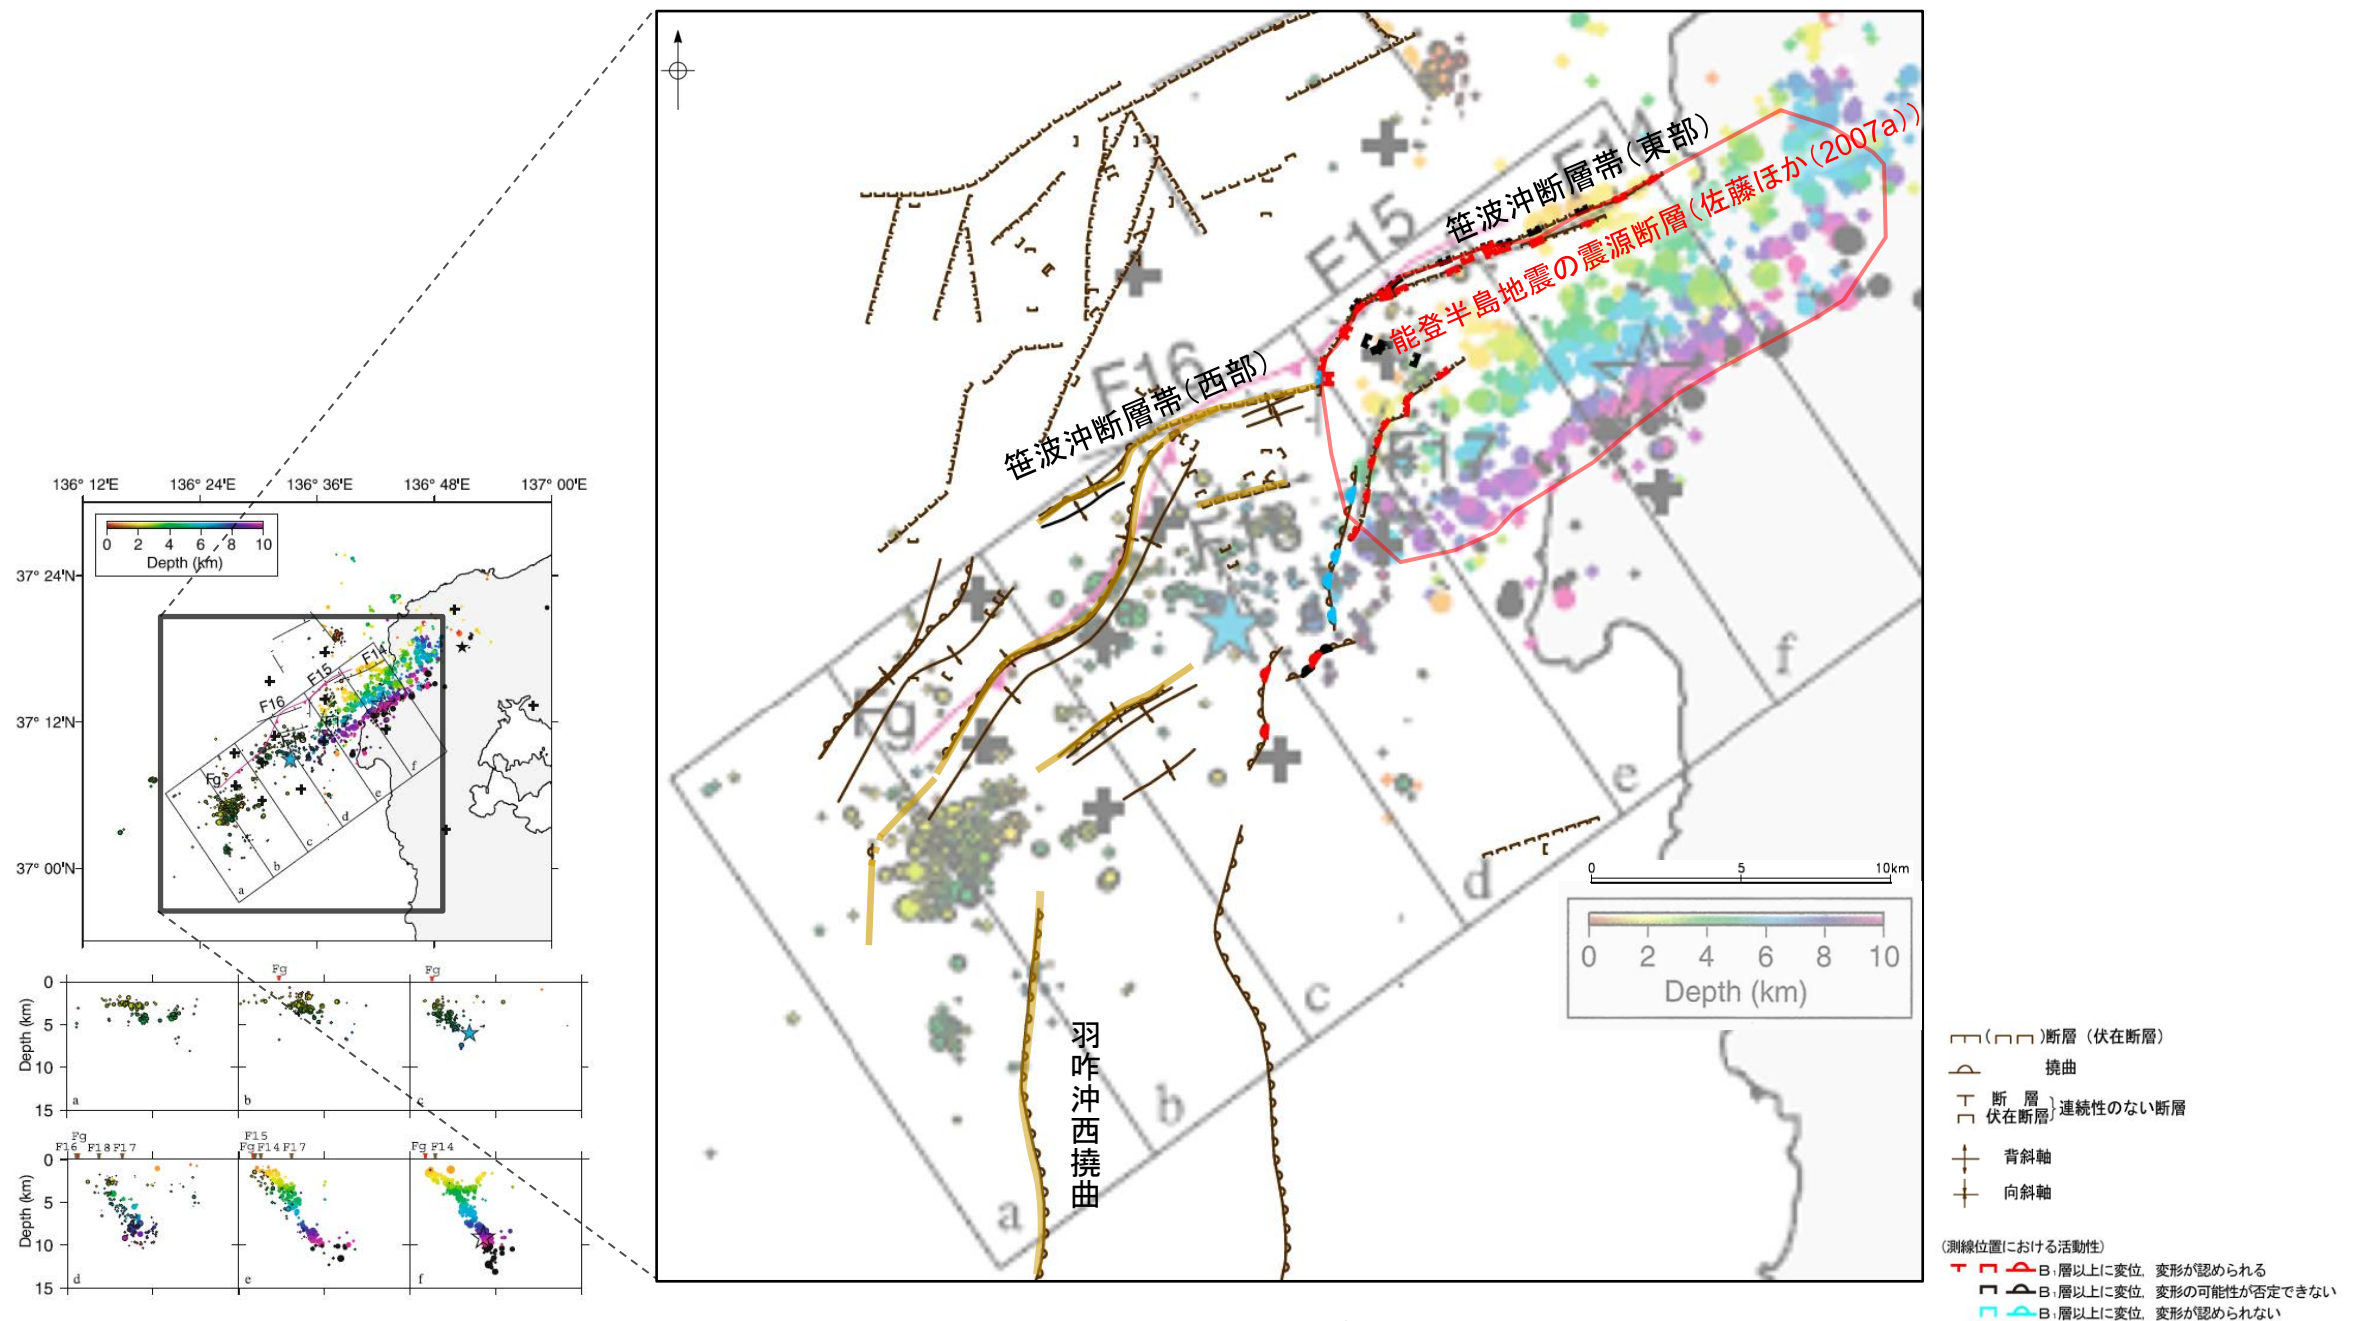 136° 12'E 136° 24'E 136° 36'E 136° 48'E 137° 00'E
37° 24'N
37° 12'N
37° 00'N
0 2 4 6 8 10
Depth (km)
F14
F15
F16
F17
Fg
a
b
c
d
e
f
Fg
Fg
0
5
10
15
Depth (km)
a
b
c
Fg
F16 F18 F17
F15
Fg F14 F17
Fg F14
0
5
10
15
Depth (km)
d
e
f
笹波沖断層帯(東部)
能登半島地震の震源断層(佐藤ほか(2007a))
笹波沖断層帯(西部)
羽咋沖西撓曲
F14
F15
F16
F17
F18
Fg
a
b
c
d
e
f
0 5 10km
0 2 4 6 8 10
Depth (km)
断層(伏在断層)
撓曲
断 層
伏在断層
連続性のない断層
背斜軸
向斜軸
(測線位置における活動性)
B₁層以上に変位,変形が認められる
B₁層以上に変位,変形の可能性が否定できない
B₁層以上に変位,変形が認められない